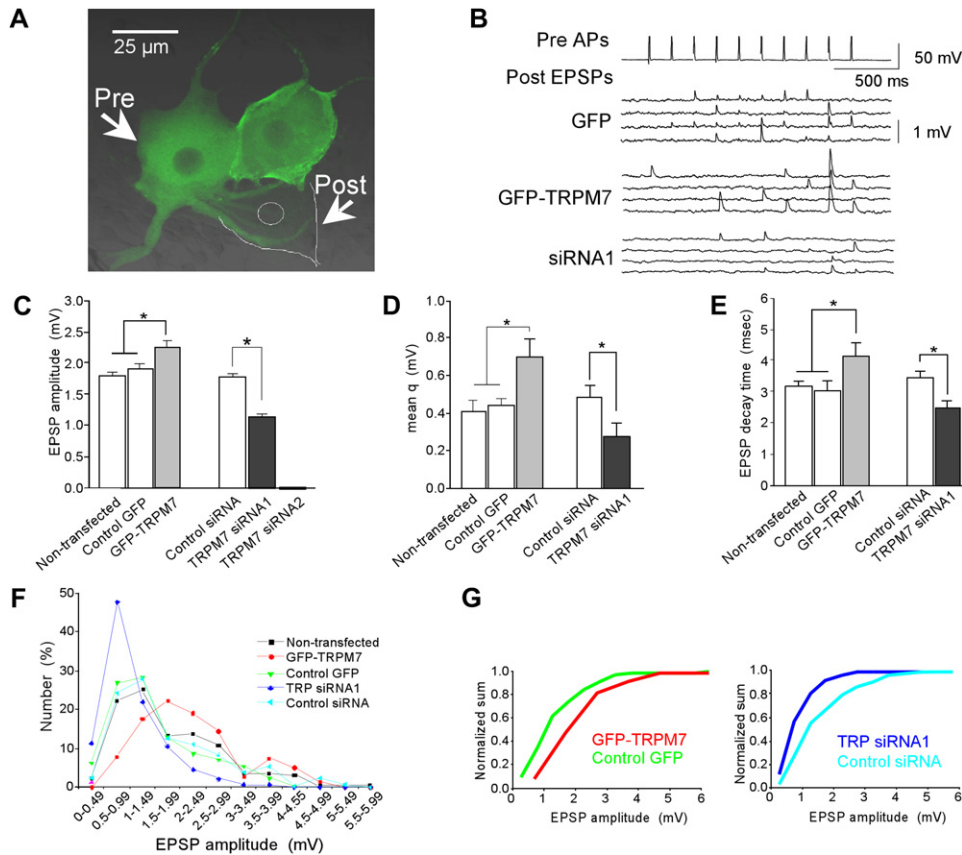 A
25 µm
Pre
Post
B
Pre APs
50 mV
500 ms
Post EPSPs
GFP
1 mV
GFP-TRPM7
siRNA1
C
EPSP amplitude (mV)
3.0
2.5
2.0
1.5
1.0
0.5
0.0
*
*
Non-transfected
Control GFP
GFP-TRPM7
Control siRNA
TRPM7 siRNA1
TRPM7 siRNA2
D
mean q (mV)
1.0
0.8
0.6
0.4
0.2
0.0
*
*
Non-transfected
Control GFP
GFP-TRPM7
Control siRNA
TRPM7 siRNA1
E
EPSP decay time (msec)
6
5
4
3
2
1
0
*
*
Non-transfected
Control GFP
GFP-TRPM7
Control siRNA
TRPM7 siRNA1
F
Number (%)
50
40
30
20
10
0
Non-transfected
GFP-TRPM7
Control GFP
TRP siRNA1
Control siRNA
0-0.49
0.5-0.99
1-1.49
1.5-1.99
2-2.49
2.5-2.99
3-3.49
3.5-3.99
4-4.55
4.5-4.99
5-5.49
5.5-5.99
EPSP amplitude (mV)
G
Normalized sum
1.0
0.8
0.6
0.4
0.2
0.0
GFP-TRPM7
Control GFP
0 1 2 3 4 5 6
EPSP amplitude (mV)
Normalized sum
1.0
0.8
0.6
0.4
0.2
0.0
TRP siRNA1
Control siRNA
0 1 2 3 4 5 6
EPSP amplitude (mV)